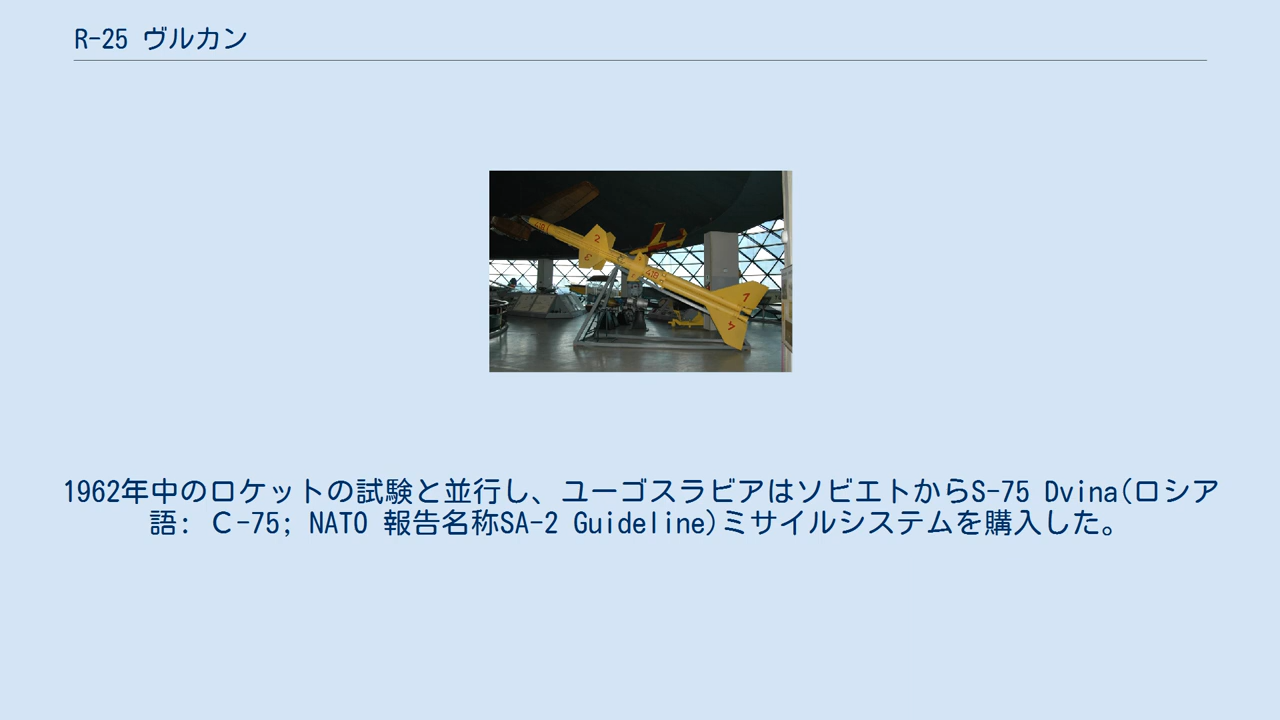 R-25 ヴルカン
1962年中のロケットの試験と並行し、ユーゴスラビアはソビエトからS-75 Dvina(ロシア
語: С-75; NATO 報告名称SA-2 Guideline)ミサイルシステムを購入した。